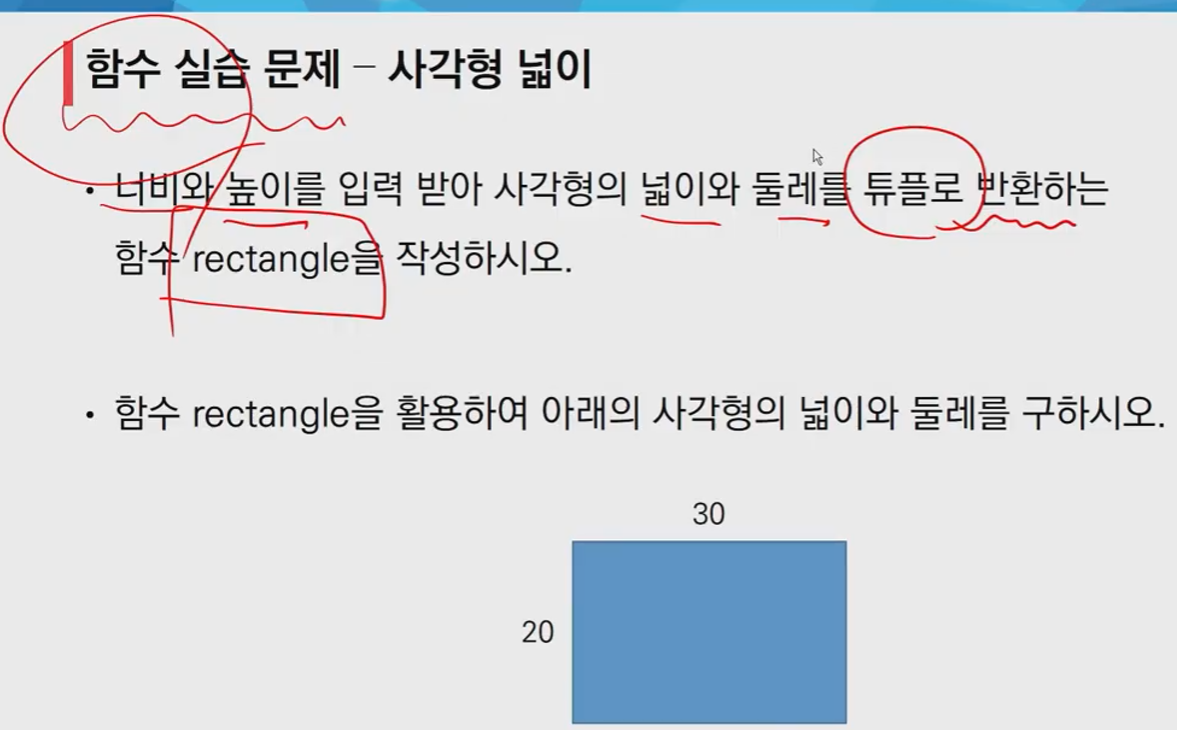 함수 실습 문제 – 사각형 넓이
• 너비와 높이를 입력 받아 사각형의 넓이와 둘레를 튜플로 반환하는
함수 rectangle을 작성하시오.
• 함수 rectangle을 활용하여 아래의 사각형의 넓이와 둘레를 구하시오.
30
20